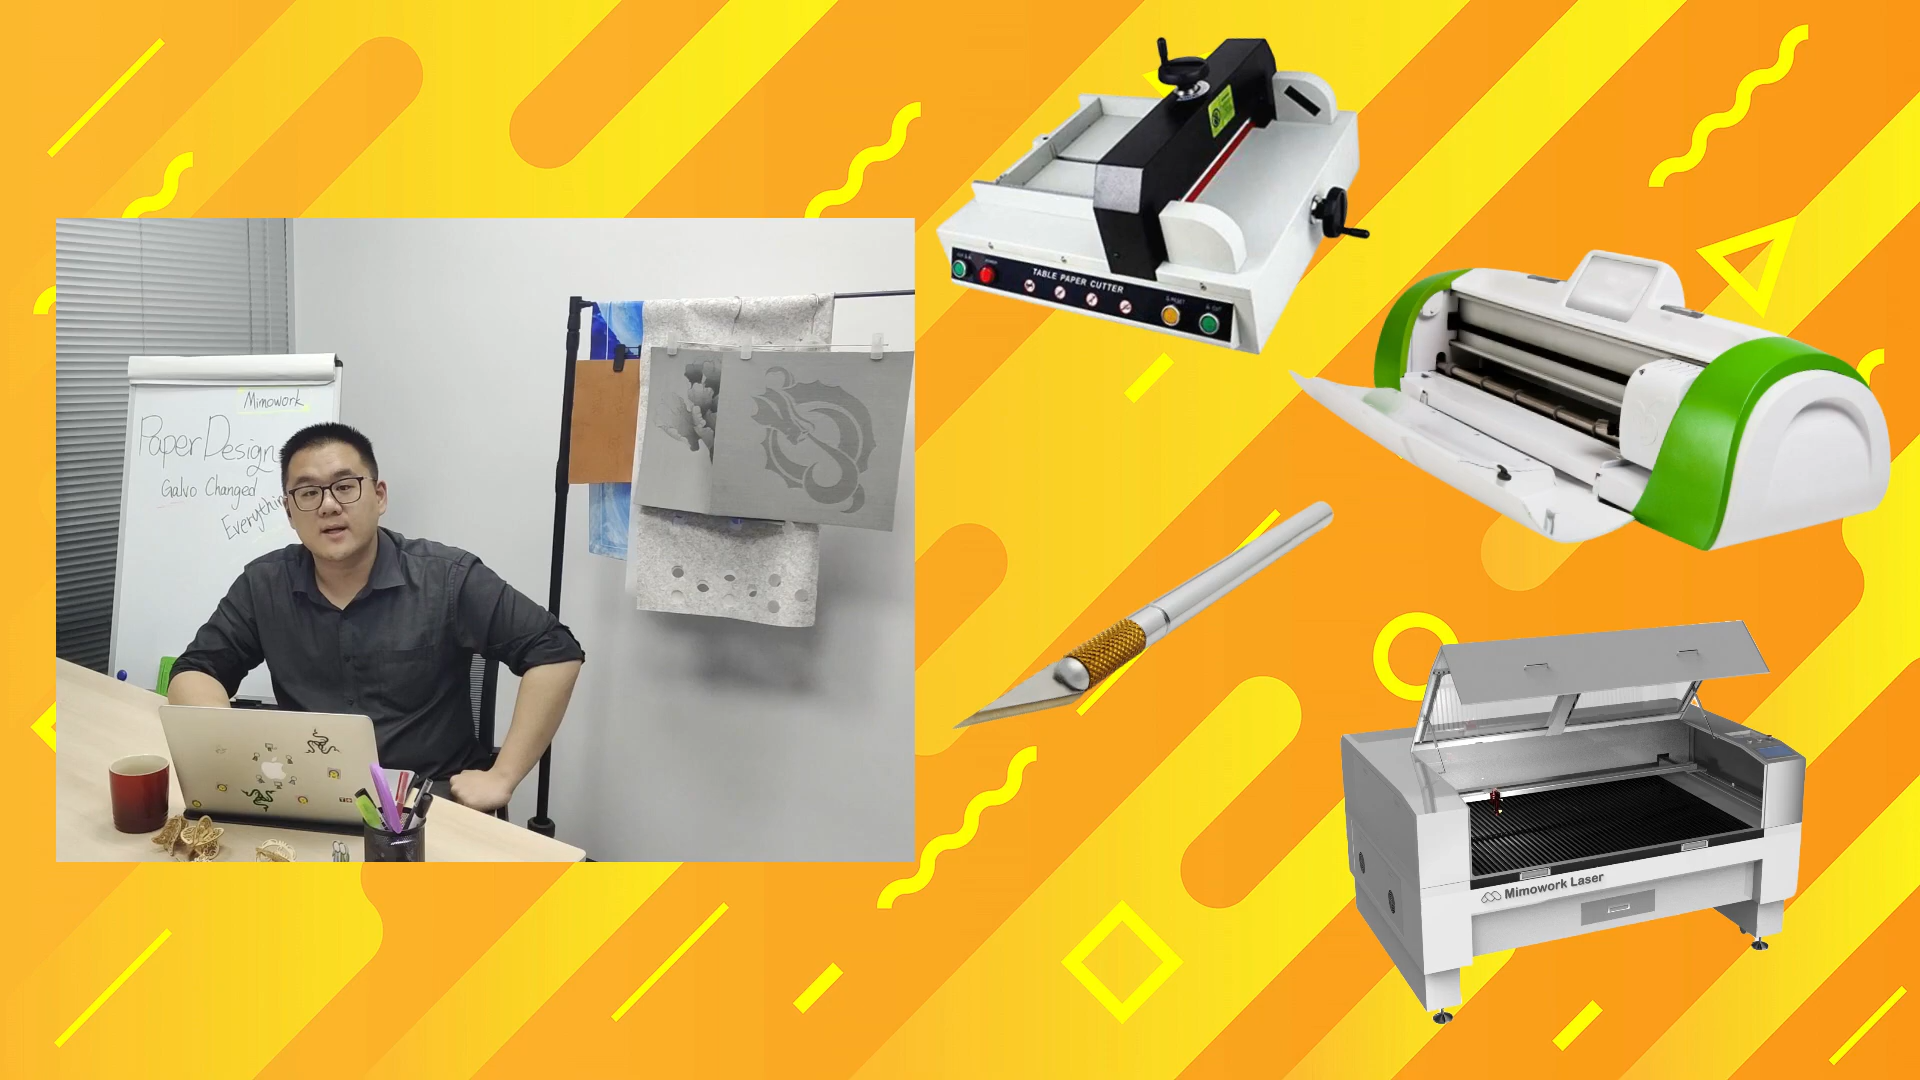 Mimowork
Paper Design
Galvo Changed
Everythin
TABLE PAPER CUTTER
Mimowork Laser